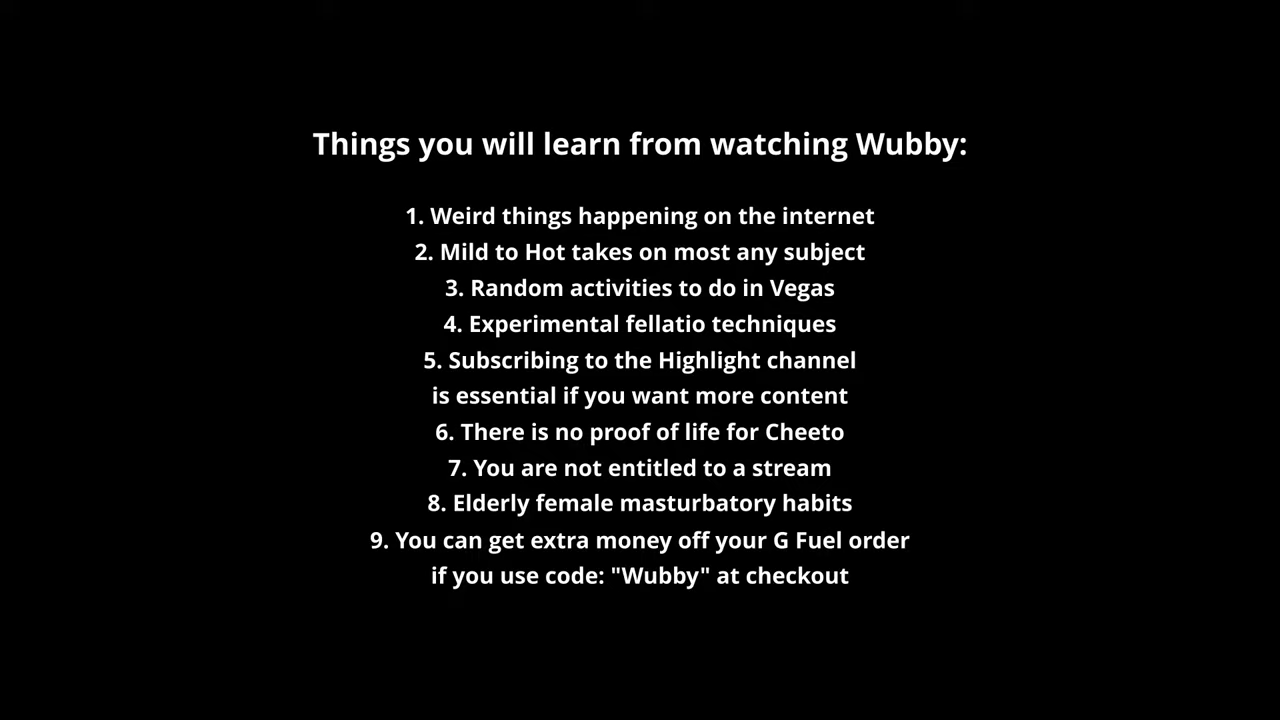 Things you will learn from watching Wubby:
1. Weird things happening on the internet
2. Mild to Hot takes on most any subject
3. Random activities to do in Vegas
4. Experimental fellatio techniques
5. Subscribing to the Highlight channel
is essential if you want more content
6. There is no proof of life for Cheeto
7. You are not entitled to a stream
8. Elderly female masturbatory habits
9. You can get extra money off your G Fuel order
if you use code: "Wubby" at checkout